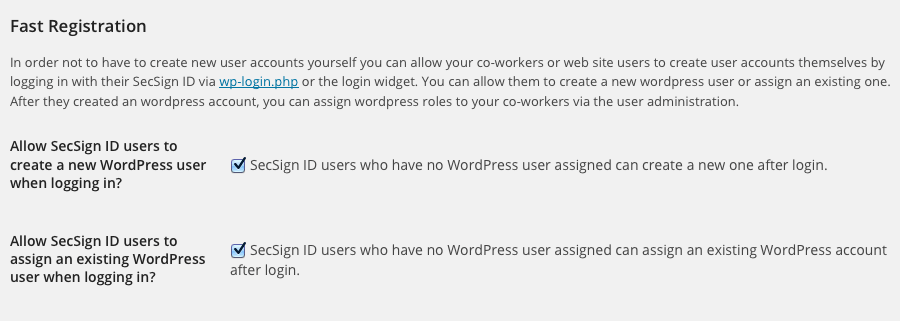 Fast Registration
In order not to have to create new user accounts yourself you can allow your co-workers or web site users to create user accounts themselves by
logging in with their SecSign ID via wp-login.php or the login widget. You can allow them to create a new wordpress user or assign an existing one.
After they created an wordpress account, you can assign wordpress roles to your co-workers via the user administration.
Allow SecSign ID users to
create a new WordPress user
when logging in?
SecSign ID users who have no WordPress user assigned can create a new one after login.
Allow SecSign ID users to
assign an existing WordPress
user when logging in?
SecSign ID users who have no WordPress user assigned can assign an existing WordPress account
after login.